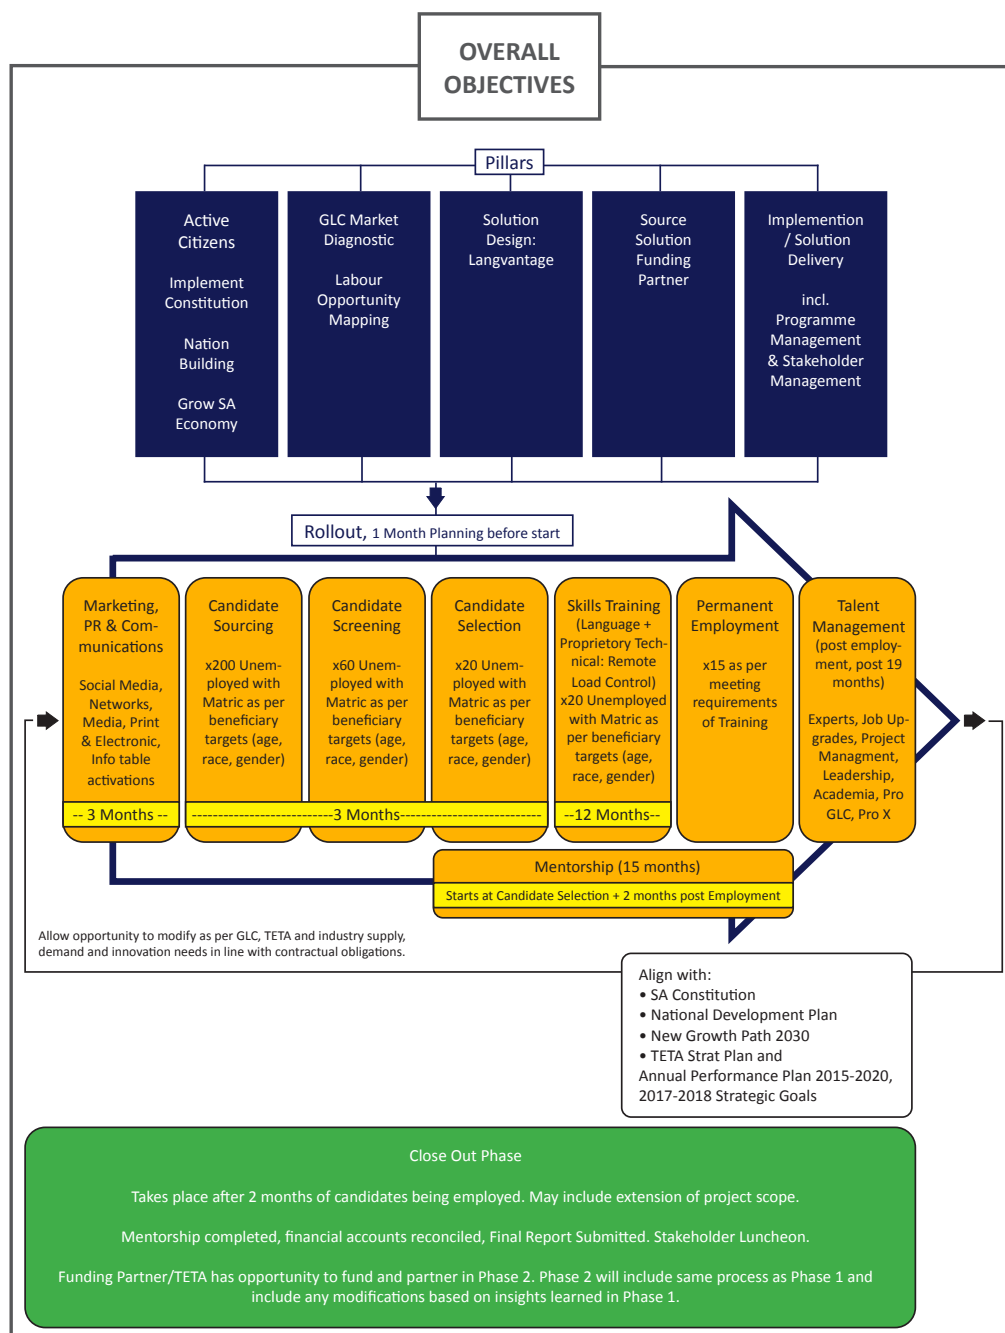 OVERALL
OBJECTIVES
Pillars
Active
Citizens
Implement
Constitution
Nation
Building
Grow SA
Economy
GLC Market
Diagnostic
Labour
Opportunity
Mapping
Solution
Design:
Langvantage
Source
Solution
Funding
Partner
Implemention
/ Solution
Delivery
incl.
Programme
Management
& Stakeholder
Management
Rollout, 1 Month Planning before start
Marketing,
PR & Com-
munications
Social Media,
Networks,
Media, Print
& Electronic,
Info table
activations
-- 3 Months --
Candidate
Sourcing
x200 Unem-
ployed with
Matric as per
beneficiary
targets (age,
race, gender)
Candidate
Screening
x60 Unem-
ployed with
Matric as per
beneficiary
targets (age,
race, gender)
Candidate
Selection
x20 Unem-
ployed with
Matric as per
beneficiary
targets (age,
race, gender)
----------------------------3 Months----------------------------
Skills Training
(Language +
Proprietory Tech-
nical: Remote
Load Control)
x20 Unemployed
with Matric as
per beneficiary
targets (age,
race, gender)
--12 Months--
Permanent
Employment
x15 as per
meeting
requirements
of Training
Talent
Management
(post employ-
ment, post 19
months)
Experts, Job Up-
grades, Project
Managment,
Leadership,
Academia, Pro
GLC, Pro X
Mentorship (15 months)
Starts at Candidate Selection + 2 months post Employment
Allow opportunity to modify as per GLC, TETA and industry supply,
demand and innovation needs in line with contractual obligations.
Align with:
• SA Constitution
• National Development Plan
• New Growth Path 2030
• TETA Strat Plan and
Annual Performance Plan 2015-2020,
2017-2018 Strategic Goals
Close Out Phase
Takes place after 2 months of candidates being employed. May include extension of project scope.
Mentorship completed, financial accounts reconciled, Final Report Submitted. Stakeholder Luncheon.
Funding Partner/TETA has opportunity to fund and partner in Phase 2. Phase 2 will include same process as Phase 1 and
include any modifications based on insights learned in Phase 1.